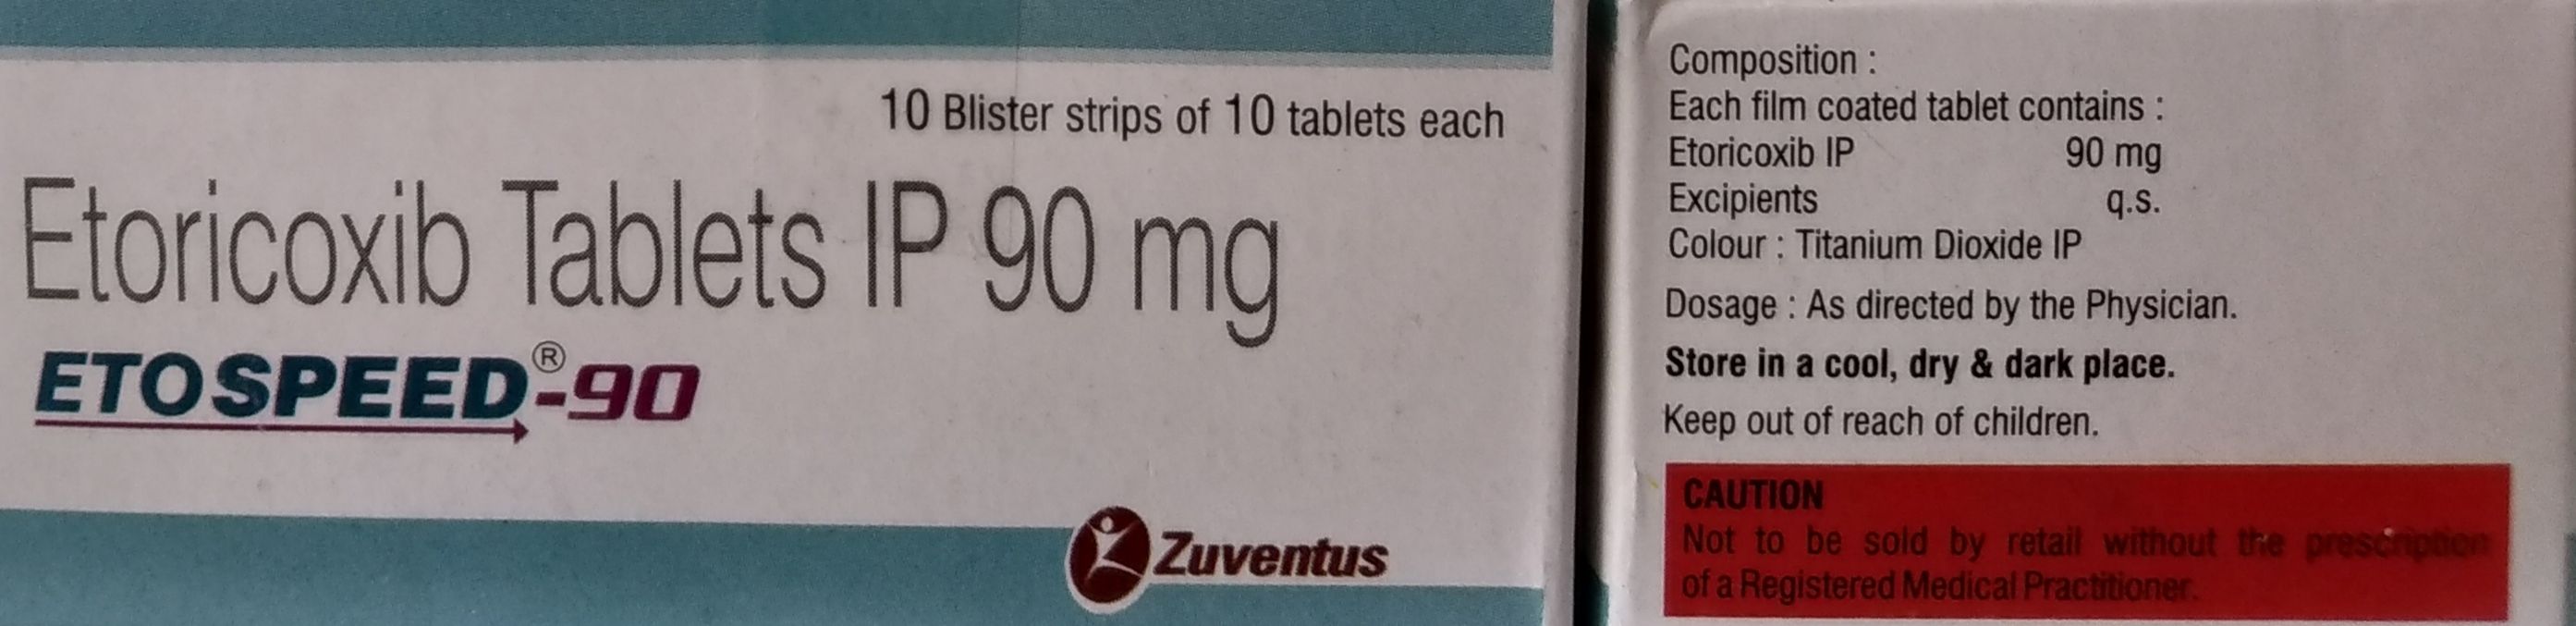 10 Blister strips of 10 tablets each
Etoricoxib Tablets IP 90 mg
ETOSPEED®-90
Zuventus
Composition :
Each film coated tablet contains :
Etoricoxib IP 90 mg
Excipients q.s.
Colour : Titanium Dioxide IP
Dosage : As directed by the Physician.
Store in a cool, dry & dark place.
Keep out of reach of children.
CAUTION
Not to be sold by retail without the prescription
of a Registered Medical Practitioner.